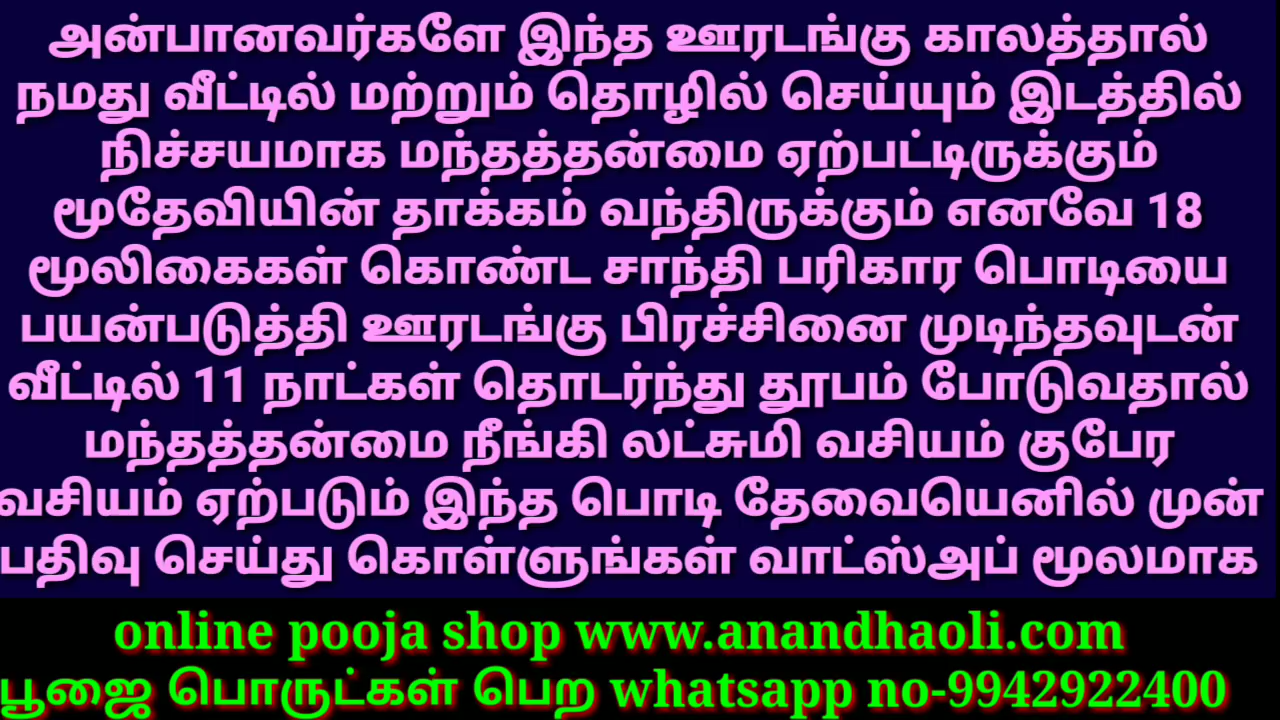 அன்பானவர்களே இந்த ஊரடங்கு காலத்தால்
நமது வீட்டில் மற்றும் தொழில் செய்யும் இடத்தில்
நிச்சயமாக மந்தத்தன்மை ஏற்பட்டிருக்கும்
மூதேவியின் தாக்கம் வந்திருக்கும் எனவே 18
மூலிகைகள் கொண்ட சாந்தி பரிகார பொடியை
பயன்படுத்தி ஊரடங்கு பிரச்சினை முடிந்தவுடன்
வீட்டில் 11 நாட்கள் தொடர்ந்து தூபம் போடுவதால்
மந்தத்தன்மை நீங்கி லட்சுமி வசியம் குபேர
வசியம் ஏற்படும் இந்த பொடி தேவையெனில் முன்
பதிவு செய்து கொள்ளுங்கள் வாட்ஸ்அப் மூலமாக
online pooja shop www.anandhaoli.com
பூஜை பொருட்கள் பெற whatsapp no-9942922400